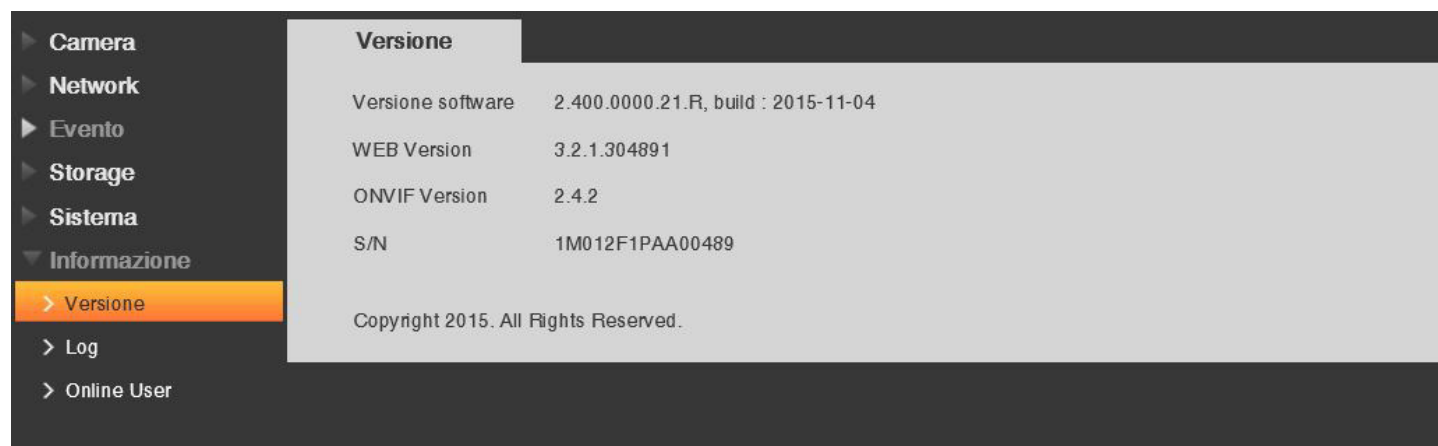 Camera
Network
Evento
Storage
Sistema
Informazione
Versione
Log
Online User
Versione
Versione software 2.400.0000.21.R, build : 2015-11-04
WEB Version 3.2.1.304891
ONVIF Version 2.4.2
S/N 1M012F1PAA00489
Copyright 2015. All Rights Reserved.